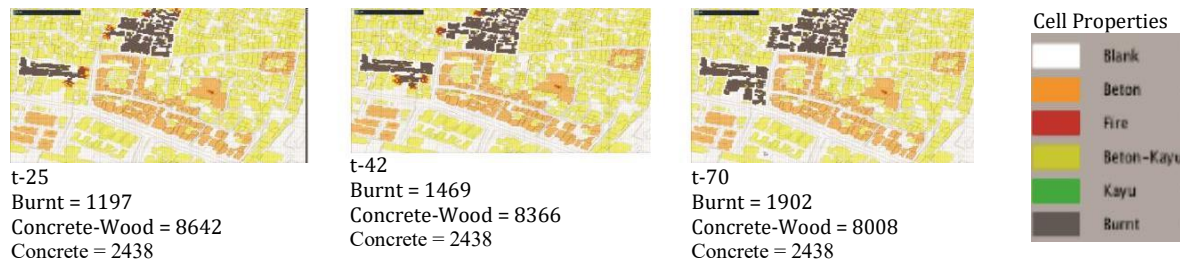 t-25
Burnt = 1197
Concrete-Wood = 8642
Concrete = 2438
t-42
Burnt = 1469
Concrete-Wood = 8366
Concrete = 2438
t-70
Burnt = 1902
Concrete-Wood = 8008
Concrete = 2438
Cell Properties
Blank
Beton
Fire
Beton-Kayu
Kayu
Burnt